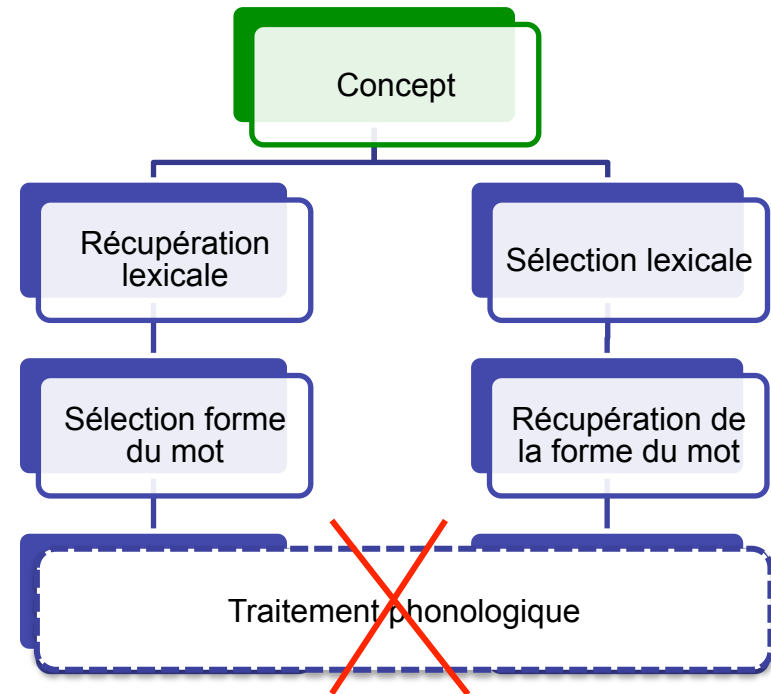 Concept
Récupération
lexicale
Sélection lexicale
Sélection forme
du mot
Récupération de
la forme du mot
Traitement phonologique